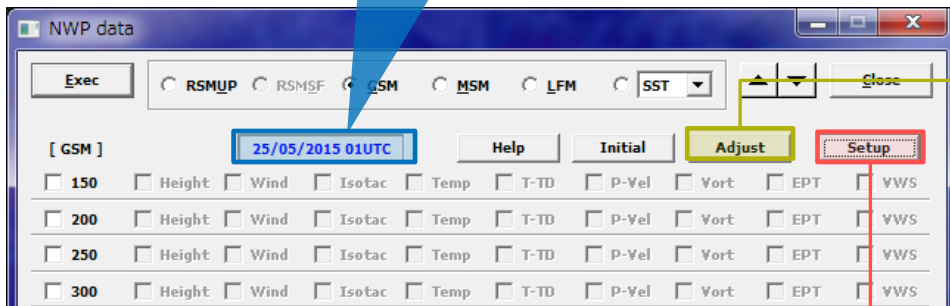 NWP data
Exec RSMUP RSMSF GSM MSM LFM SST Close
[ GSM ] 25/05/2015 01UTC Help Initial Adjust Setup
150 Height Wind Isotac Temp T-TD P-Vel Vort EPT VWS
200 Height Wind Isotac Temp T-TD P-Vel Vort EPT VWS
250 Height Wind Isotac Temp T-TD P-Vel Vort EPT VWS
300 Height Wind Isotac Temp T-TD P-Vel Vort EPT VWS